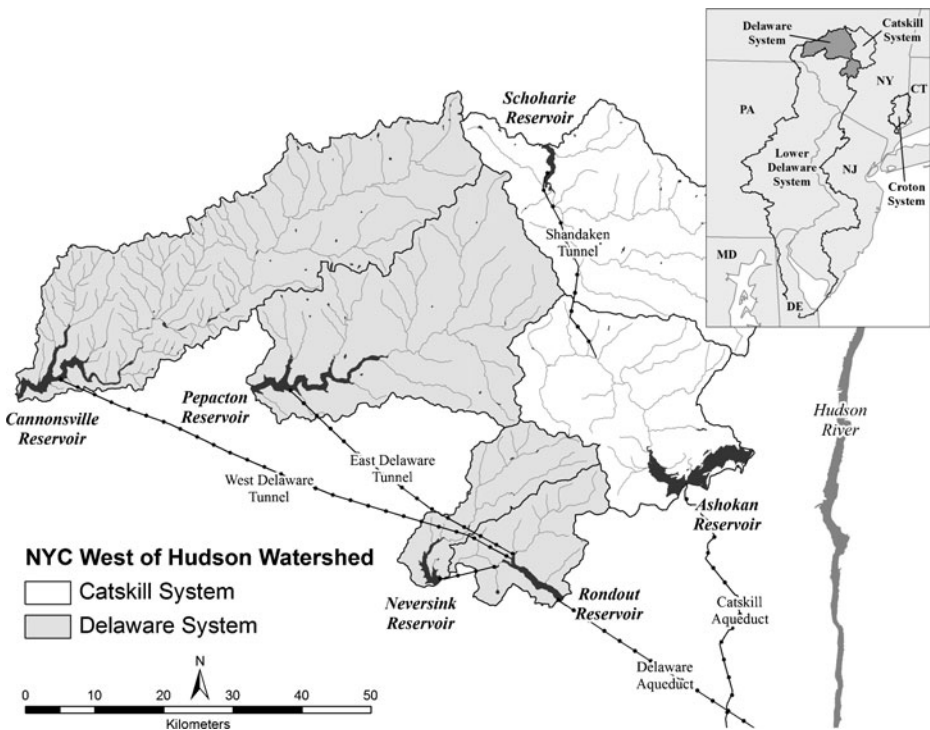 Delaware
System
Catskill
System
NY
CT
PA
Lower
Delaware
System
NJ
Croton
System
MD
DE
Schoharie
Reservoir
Shandaken
Tunnel
Cannonsville
Reservoir
Pepacton
Reservoir
East Delaware
Tunnel
West Delaware
Tunnel
Hudson
River
Ashokan
Reservoir
Neversink
Reservoir
Rondout
Reservoir
Catskill
Aqueduct
Delaware
Aqueduct
NYC West of Hudson Watershed
Catskill System
Delaware System
N
0 10 20 30 40 50
Kilometers